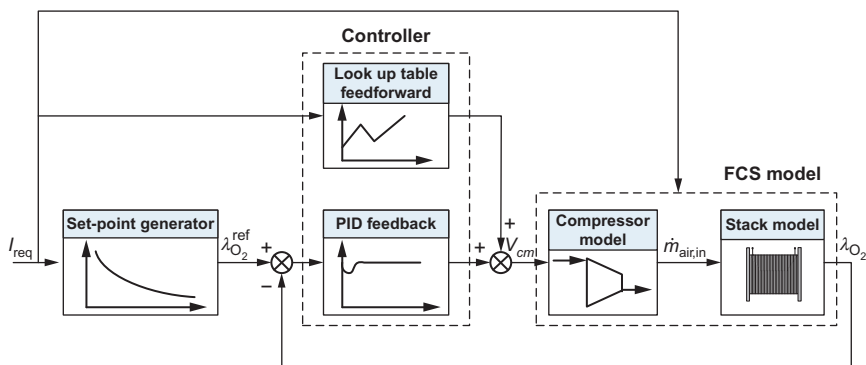 Controller
Look up table
feedforward
FCS model
Set-point generator
PID feedback
Compressor
model
Stack model
I_req
λ_O₂^ref
+
−
+
+
V_cm
ṁ_air,in
λ_O₂